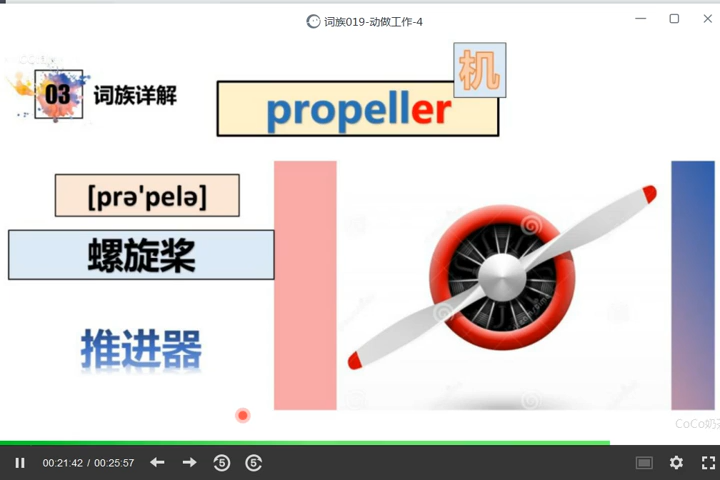 词族019-动做工作-4
03 词族详解
机
propeller
[prə'pelə]
螺旋桨
推进器
00:21:42 / 00:25:57
5 5